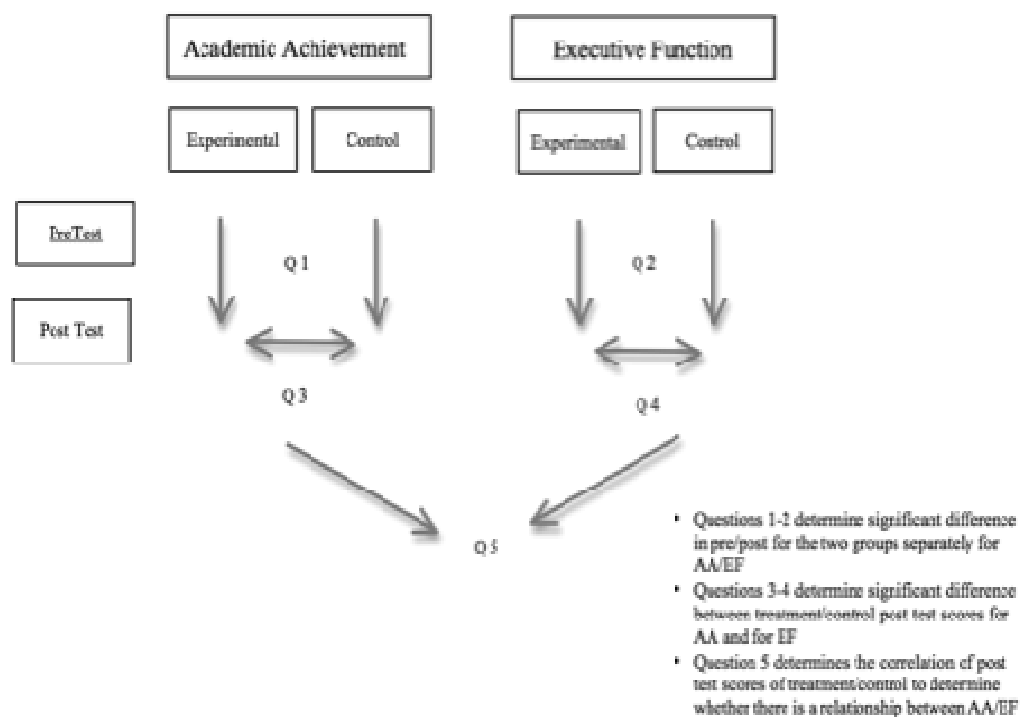 Academic Achievement
Executive Function
Experimental
Control
Experimental
Control
PreTest
Q 1
Q 2
Post Test
Q 3
Q 4
Q 5
• Questions 1-2 determine significant difference
in pre/post for the two groups separately for
AA/EF
• Questions 3-4 determine significant difference
between treatment/control post test scores for
AA and for EF
• Question 5 determines the correlation of post
test scores of treatment/control to determine
whether there is a relationship between AA/EF